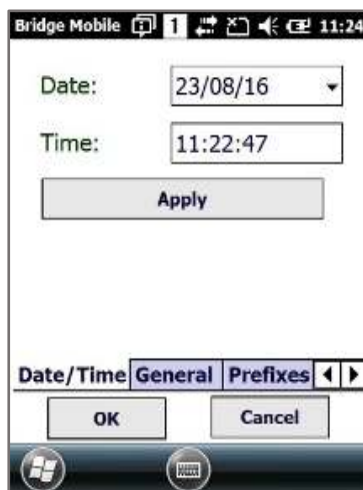 Bridge Mobile 1 11:24
Date: 23/08/16
Time: 11:22:47
Apply
Date/Time General Prefixes
OK Cancel